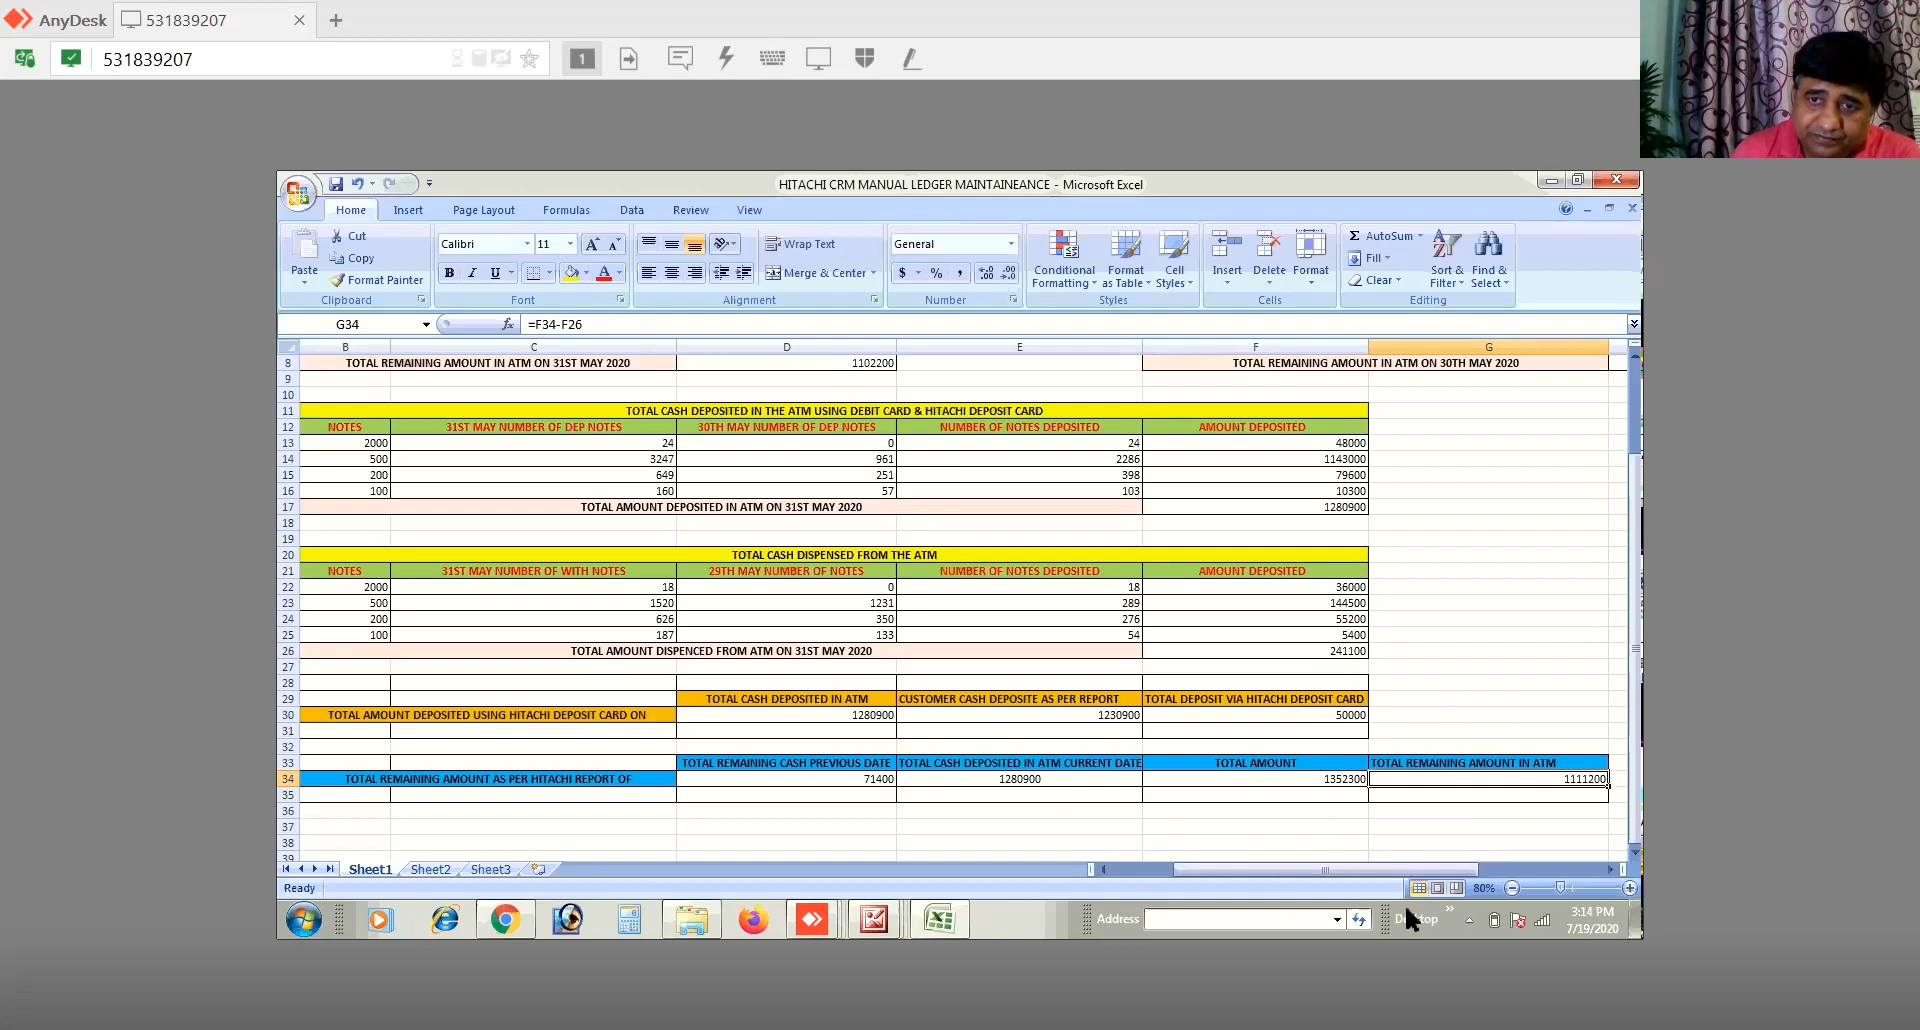 AnyDesk 531839207
531839207 1
HITACHI CRM MANUAL LEDGER MAINTAINEANCE - Microsoft Excel
Home Insert Page Layout Formulas Data Review View
Paste Cut Copy Format Painter
Calibri 11 B I U A A A
Wrap Text Merge & Center
General $ % ,
Conditional Formatting Format as Table Cell Styles
Insert Delete Format
Σ AutoSum Fill Clear Sort & Filter Find & Select
Clipboard Font Alignment Number Styles Cells Editing
G34 fx =F34-F26
B C D E F G
8 TOTAL REMAINING AMOUNT IN ATM ON 31ST MAY 2020 1102200 TOTAL REMAINING AMOUNT IN ATM ON 30TH MAY 2020
9
10
11 TOTAL CASH DEPOSITED IN THE ATM USING DEBIT CARD & HITACHI DEPOSIT CARD
12 NOTES 31ST MAY NUMBER OF DEP NOTES 30TH MAY NUMBER OF DEP NOTES NUMBER OF NOTES DEPOSITED AMOUNT DEPOSITED
13 2000 24 0 24 48000
14 500 3247 961 2286 1143000
15 200 649 251 398 79600
16 100 160 57 103 10300
17 TOTAL AMOUNT DEPOSITED IN ATM ON 31ST MAY 2020 1280900
18
19
20 TOTAL CASH DISPENSED FROM THE ATM
21 NOTES 31ST MAY NUMBER OF WITH NOTES 29TH MAY NUMBER OF NOTES NUMBER OF NOTES DEPOSITED AMOUNT DEPOSITED
22 2000 18 0 18 36000
23 500 1520 1231 289 144500
24 200 626 350 276 55200
25 100 187 133 54 5400
26 TOTAL AMOUNT DISPENCED FROM ATM ON 31ST MAY 2020 241100
27
28
29 TOTAL CASH DEPOSITED IN ATM CUSTOMER CASH DEPOSITE AS PER REPORT TOTAL DEPOSIT VIA HITACHI DEPOSIT CARD
30 TOTAL AMOUNT DEPOSITED USING HITACHI DEPOSIT CARD ON 1280900 1230900 50000
31
32
33 TOTAL REMAINING CASH PREVIOUS DATE TOTAL CASH DEPOSITED IN ATM CURRENT DATE TOTAL AMOUNT TOTAL REMAINING AMOUNT IN ATM
34 TOTAL REMAINING AMOUNT AS PER HITACHI REPORT OF 71400 1280900 1352300 1111200
35
36
37
38
39
Sheet1 Sheet2 Sheet3
Ready 80%
Address 3:14 PM
7/19/2020